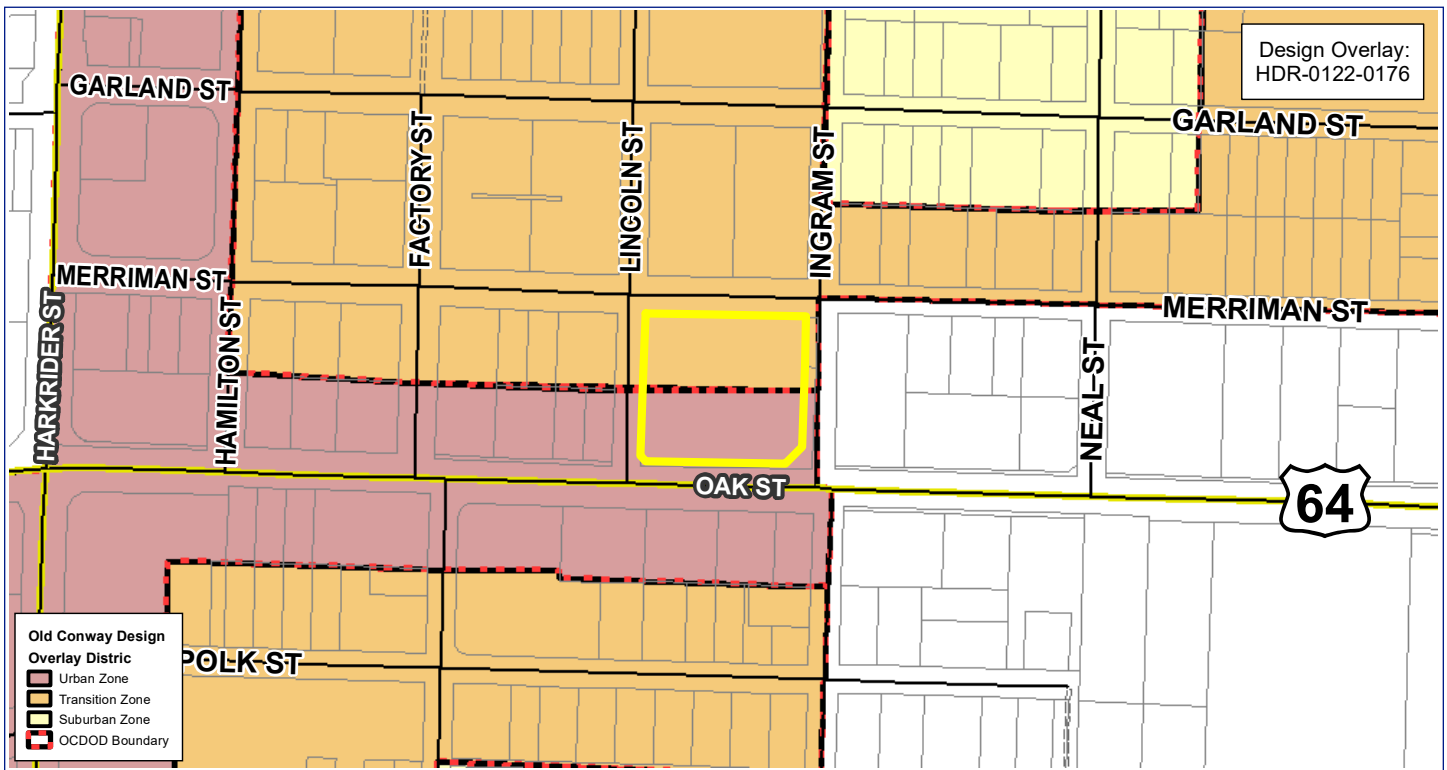 Design Overlay:
HDR-0122-0176
GARLAND ST
GARLAND ST
FACTORY ST
LINCOLN ST
INGRAM ST
MERRIMAN ST
MERRIMAN ST
HARKRIDER ST
HAMILTON ST
NEAL ST
OAK ST
64
POLK ST
Old Conway Design
Overlay Distric
Urban Zone
Transition Zone
Suburban Zone
OCDOD Boundary